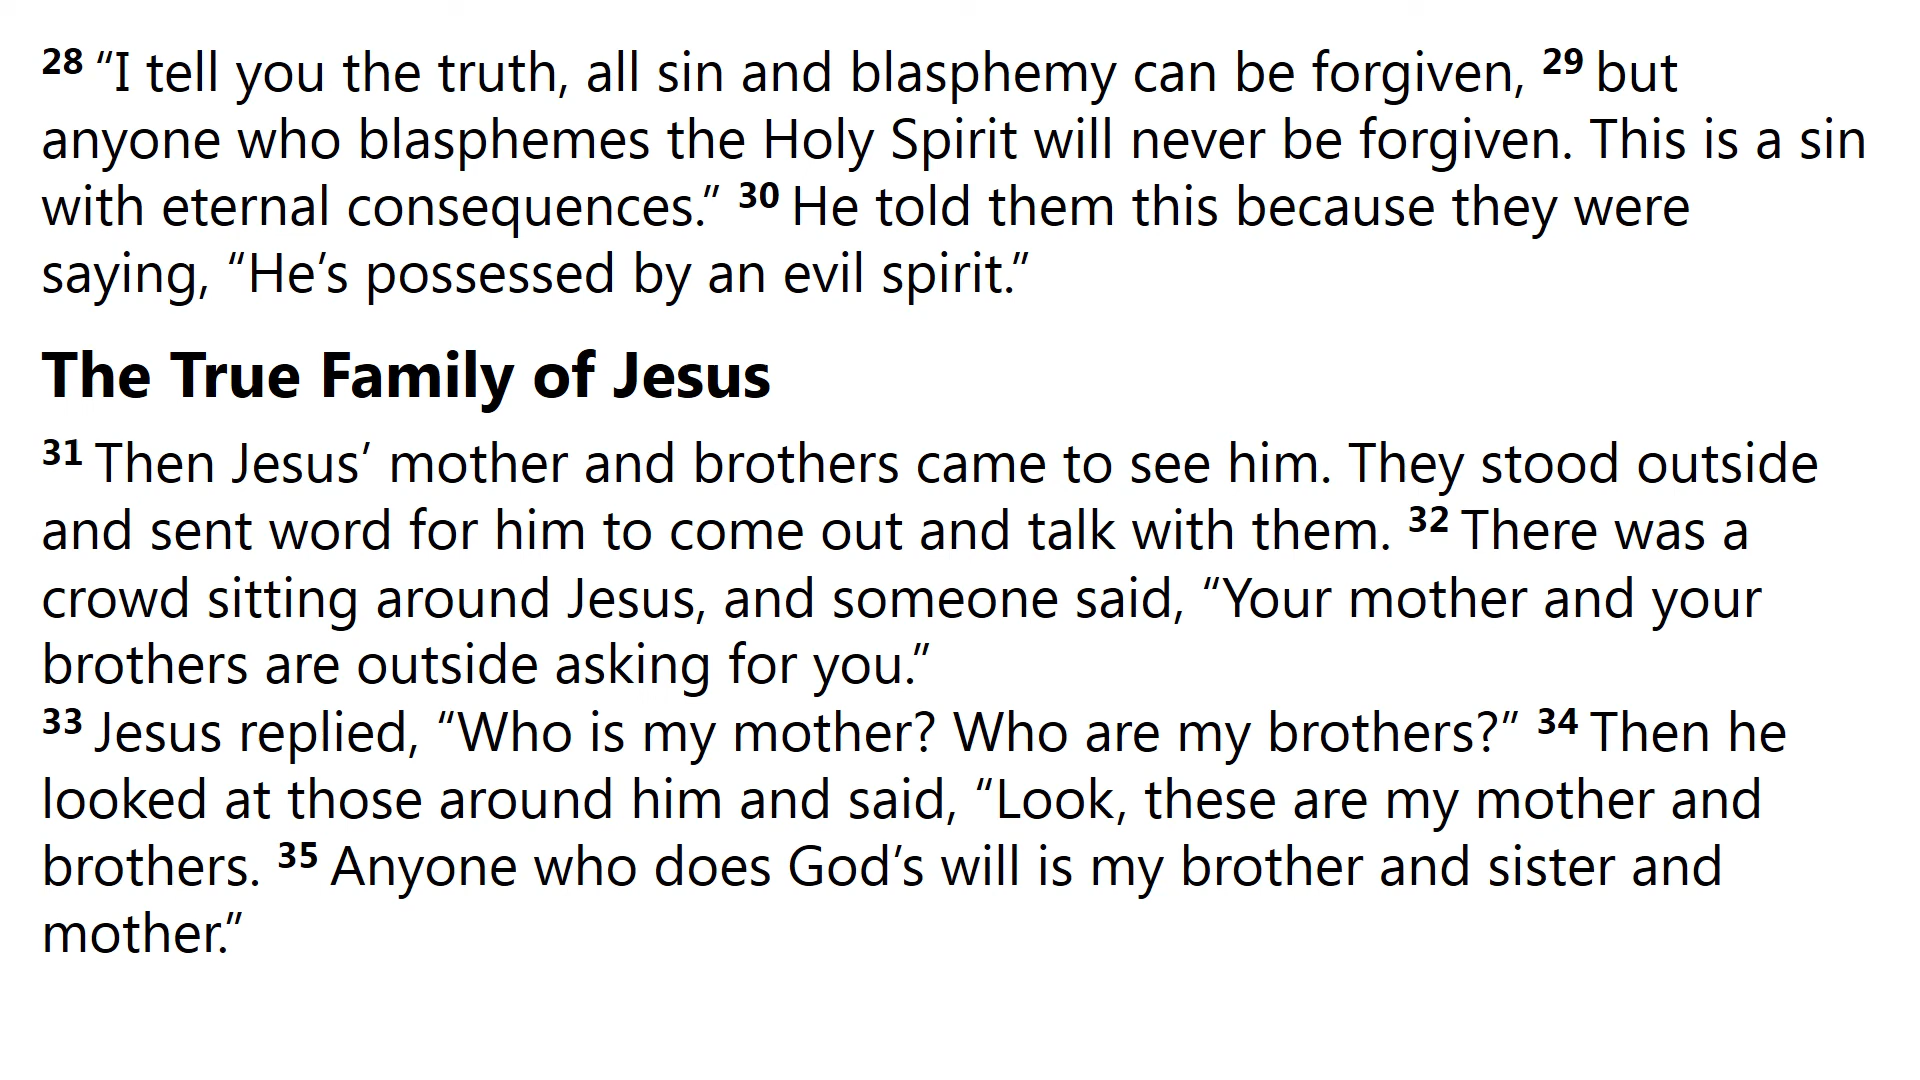 28 “I tell you the truth, all sin and blasphemy can be forgiven, 29 but
anyone who blasphemes the Holy Spirit will never be forgiven. This is a sin
with eternal consequences.” 30 He told them this because they were
saying, “He’s possessed by an evil spirit.”
The True Family of Jesus
31 Then Jesus’ mother and brothers came to see him. They stood outside
and sent word for him to come out and talk with them. 32 There was a
crowd sitting around Jesus, and someone said, “Your mother and your
brothers are outside asking for you.”
33 Jesus replied, “Who is my mother? Who are my brothers?” 34 Then he
looked at those around him and said, “Look, these are my mother and
brothers. 35 Anyone who does God’s will is my brother and sister and
mother.”